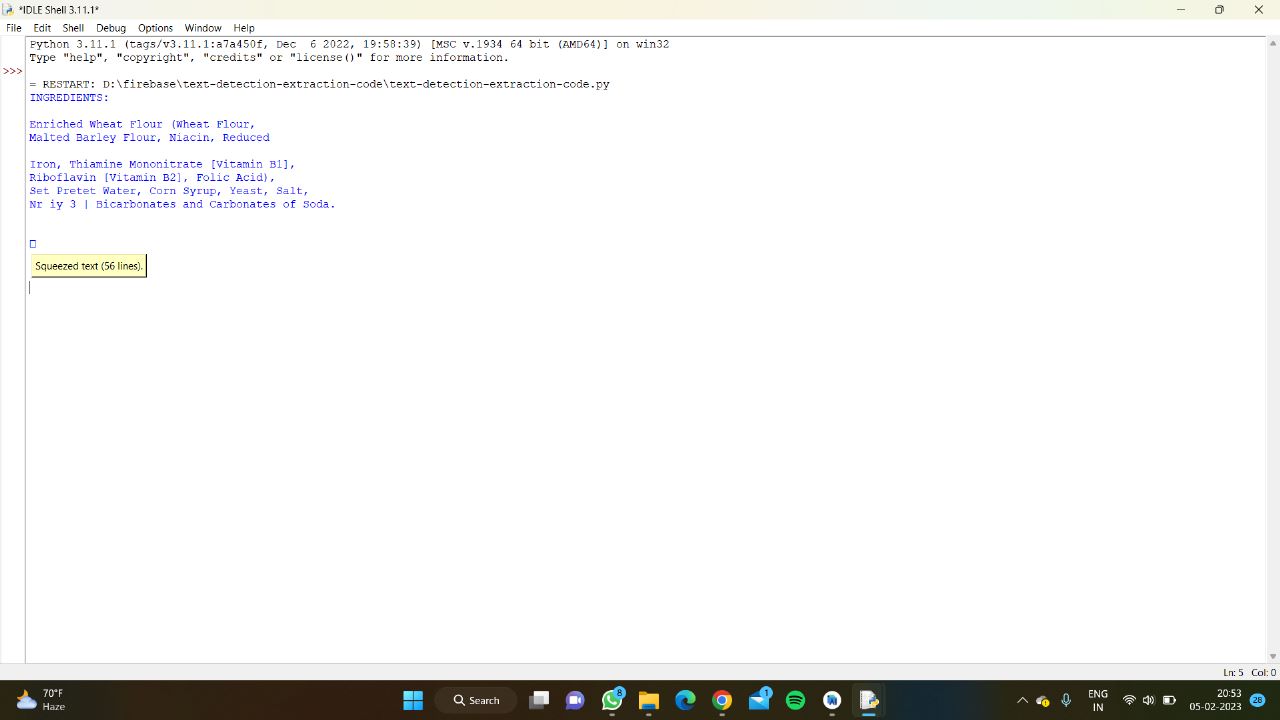 *IDLE Shell 3.11.1*
File Edit Shell Debug Options Window Help
Python 3.11.1 (tags/v3.11.1:a7a450f, Dec  6 2022, 19:58:39) [MSC v.1934 64 bit (AMD64)] on win32
Type "help", "copyright", "credits" or "license()" for more information.
>>>
= RESTART: D:\firebase\text-detection-extraction-code\text-detection-extraction-code.py
INGREDIENTS:
Enriched Wheat Flour (Wheat Flour,
Malted Barley Flour, Niacin, Reduced
Iron, Thiamine Mononitrate [Vitamin B1],
Riboflavin [Vitamin B2], Folic Acid),
Set Pretet Water, Corn Syrup, Yeast, Salt,
Nr iy 3 | Bicarbonates and Carbonates of Soda.
Squeezed text (56 lines).
Ln: 5 Col: 0
70°F
Haze
Search
8
1
ENG
IN
20:53
05-02-2023
28